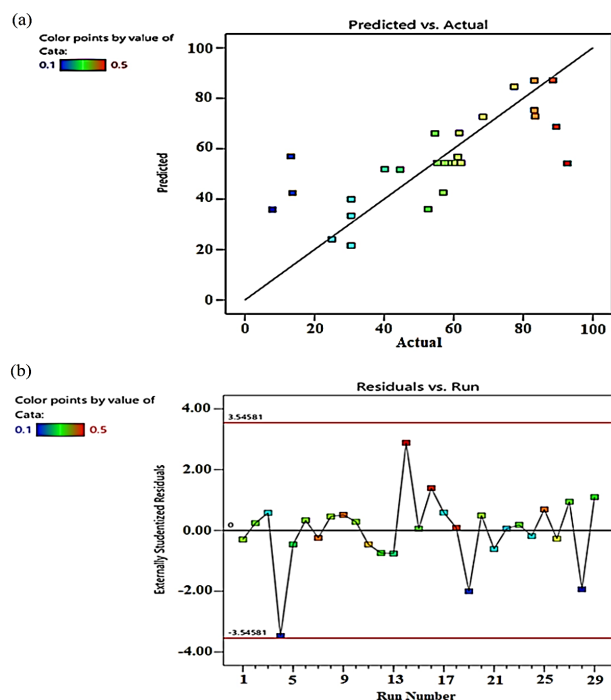 (a)
Predicted vs. Actual
Color points by value of
Cata:
0.1 0.5
100
80
60
40
20
0
Predicted
0 20 40 60 80 100
Actual
(b)
Residuals vs. Run
Color points by value of
Cata:
0.1 0.5
4.00
3.54581
2.00
0.00
0
-2.00
-3.54581
-4.00
Externally Studentized Residuals
1 5 9 13 17 21 25 29
Run Number